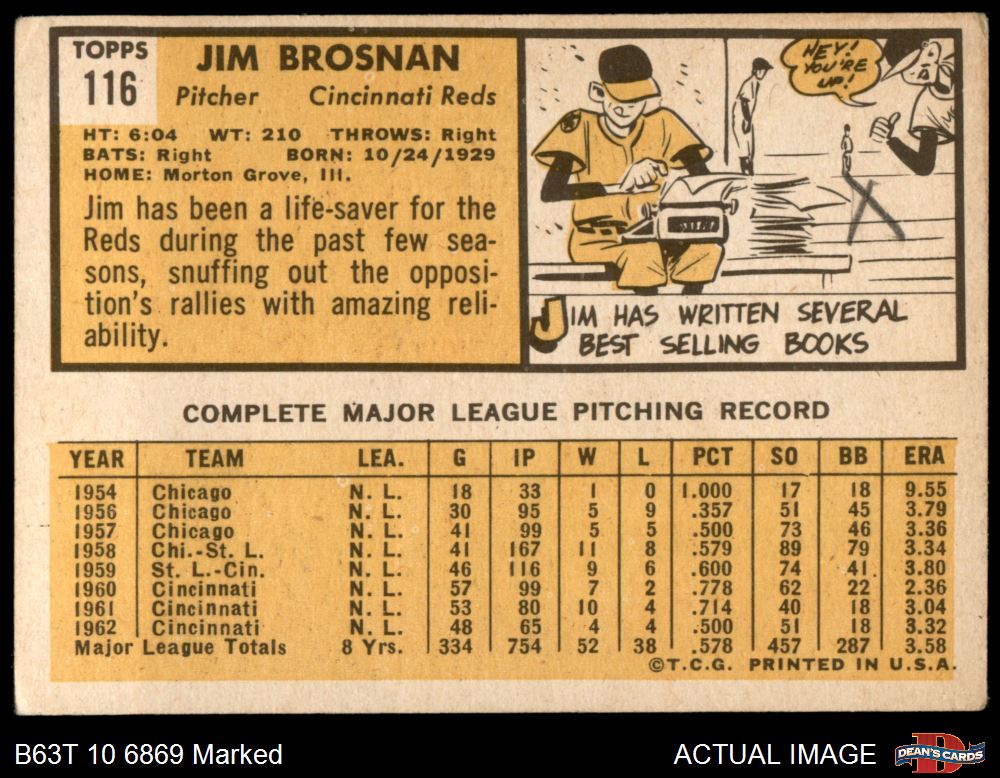 TOPPS
116
JIM BROSNAN
Pitcher Cincinnati Reds
HT: 6:04 WT: 210 THROWS: Right
BATS: Right BORN: 10/24/1929
HOME: Morton Grove, Ill.
Jim has been a life-saver for the
Reds during the past few sea-
sons, snuffing out the opposi-
tion's rallies with amazing reli-
ability.
HEY!
YOU'RE
UP!
X
JIM HAS WRITTEN SEVERAL
BEST SELLING BOOKS
COMPLETE MAJOR LEAGUE PITCHING RECORD
YEAR TEAM LEA. G IP W L PCT SO BB ERA
1954 Chicago N. L. 18 33 1 0 1.000 17 18 9.55
1956 Chicago N. L. 30 95 5 9 .357 51 45 3.79
1957 Chicago N. L. 41 99 5 5 .500 73 46 3.36
1958 Chi.-St. L. N. L. 41 167 11 8 .579 89 79 3.34
1959 St. L.-Cin. N. L. 46 116 9 6 .600 74 41 3.80
1960 Cincinnati N. L. 57 99 7 2 .778 62 22 2.36
1961 Cincinnati N. L. 53 80 10 4 .714 40 18 3.04
1962 Cincinnati N. L. 48 65 4 4 .500 51 18 3.32
Major League Totals 8 Yrs. 334 754 52 38 .578 457 287 3.58
©T.C.G. PRINTED IN U.S.A.
B63T 10 6869 Marked
ACTUAL IMAGE
DEAN'S CARDS